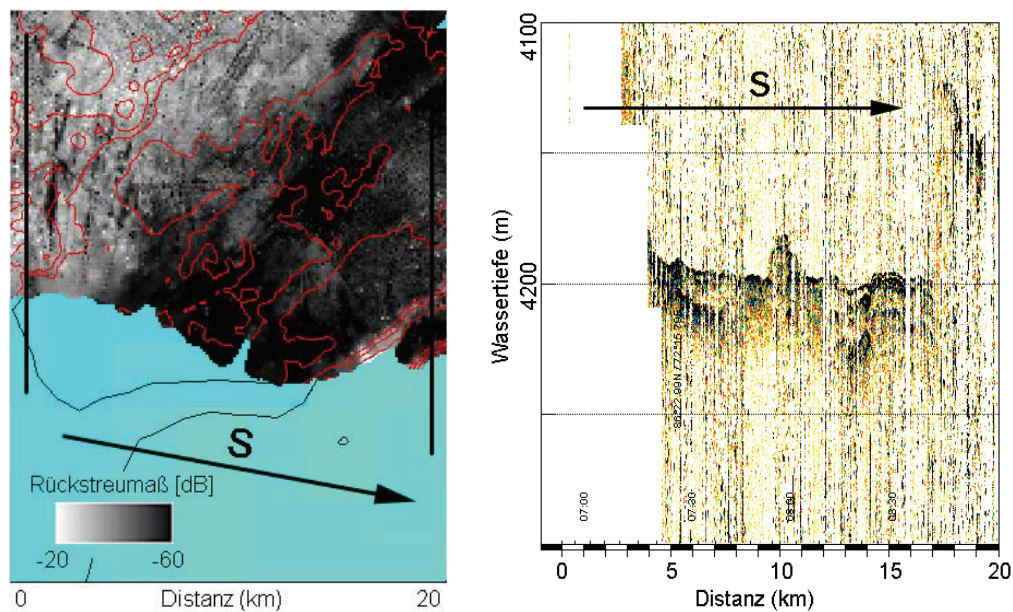 S
Rückstreumaß [dB]
-20 -60
0 Distanz (km) 20
4100
S
Wassertiefe (m)
4200
07:00
07:30
08:00
08:30
0 5 10 15 20
Distanz (km)